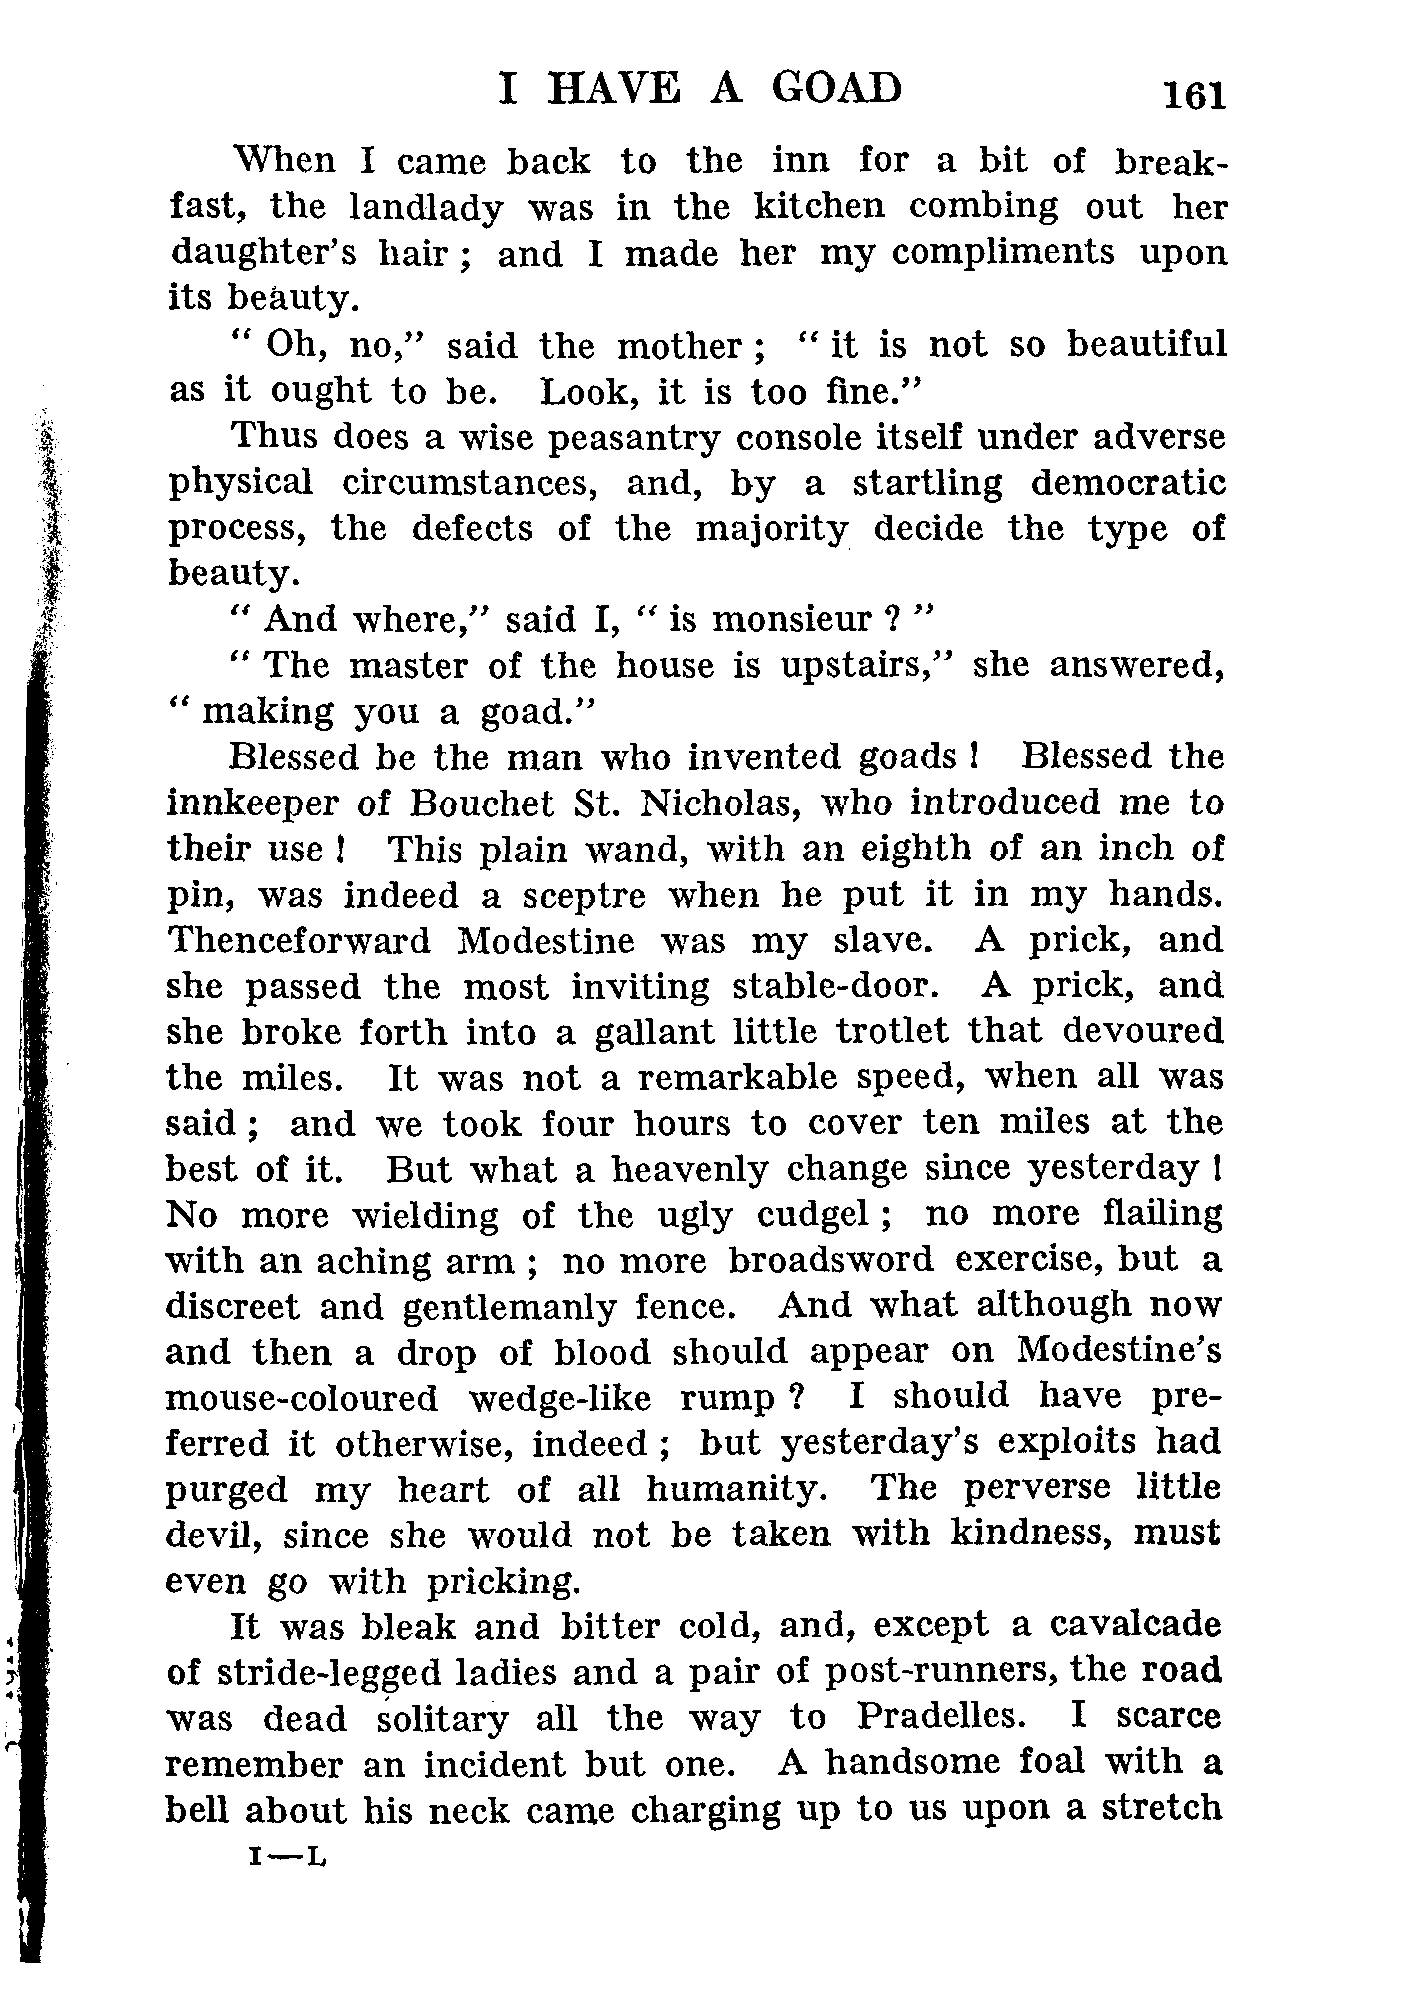 I HAVE A GOAD 161
When I came back to the inn for a bit of break-
fast, the landlady was in the kitchen combing out her
daughter's hair ; and I made her my compliments upon
its beauty.
" Oh, no," said the mother ; " it is not so beautiful
as it ought to be. Look, it is too fine."
Thus does a wise peasantry console itself under adverse
physical circumstances, and, by a startling democratic
process, the defects of the majority decide the type of
beauty.
" And where," said I, " is monsieur ? "
" The master of the house is upstairs," she answered,
" making you a goad."
Blessed be the man who invented goads ! Blessed the
innkeeper of Bouchet St. Nicholas, who introduced me to
their use ! This plain wand, with an eighth of an inch of
pin, was indeed a sceptre when he put it in my hands.
Thenceforward Modestine was my slave. A prick, and
she passed the most inviting stable-door. A prick, and
she broke forth into a gallant little trotlet that devoured
the miles. It was not a remarkable speed, when all was
said ; and we took four hours to cover ten miles at the
best of it. But what a heavenly change since yesterday !
No more wielding of the ugly cudgel ; no more flailing
with an aching arm ; no more broadsword exercise, but a
discreet and gentlemanly fence. And what although now
and then a drop of blood should appear on Modestine's
mouse-coloured wedge-like rump ? I should have pre-
ferred it otherwise, indeed ; but yesterday's exploits had
purged my heart of all humanity. The perverse little
devil, since she would not be taken with kindness, must
even go with pricking.
It was bleak and bitter cold, and, except a cavalcade
of stride-legged ladies and a pair of post-runners, the road
was dead solitary all the way to Pradelles. I scarce
remember an incident but one. A handsome foal with a
bell about his neck came charging up to us upon a stretch
I—L